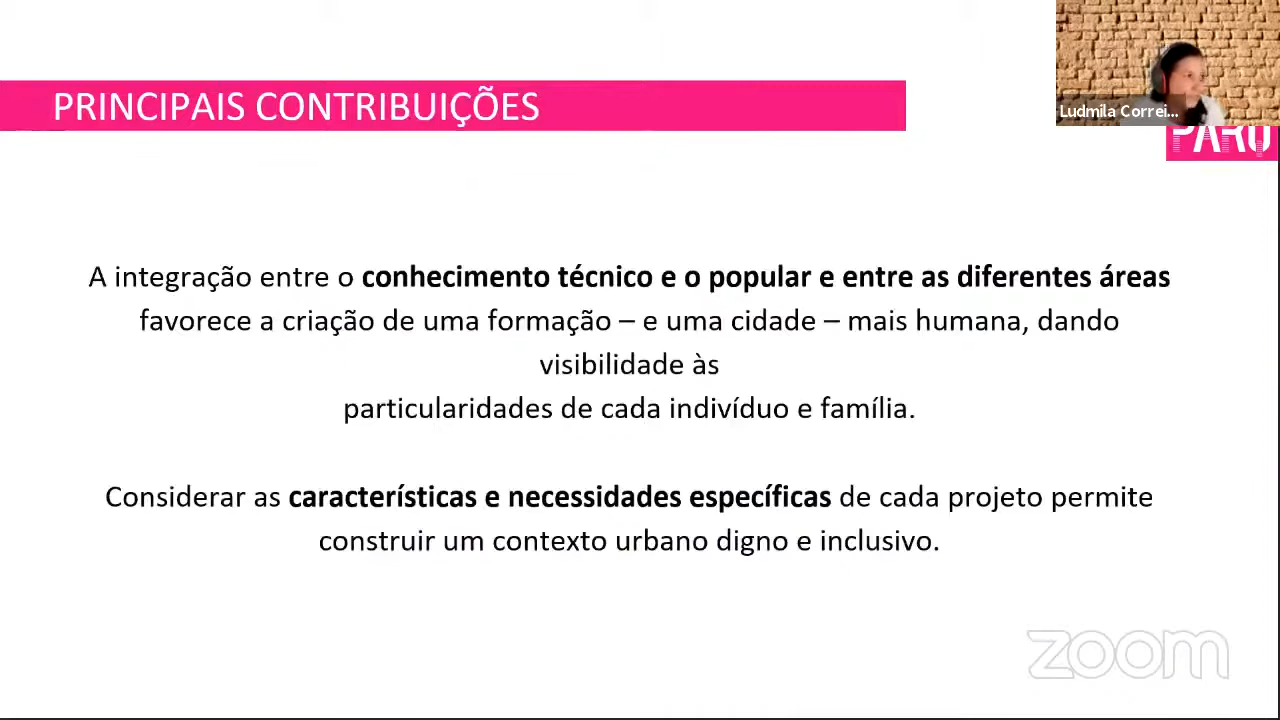 PRINCIPAIS CONTRIBUIÇÕES
Ludmila Correi...
A integração entre o conhecimento técnico e o popular e entre as diferentes áreas
favorece a criação de uma formação – e uma cidade – mais humana, dando
visibilidade às
particularidades de cada indivíduo e família.
Considerar as características e necessidades específicas de cada projeto permite
construir um contexto urbano digno e inclusivo.
zoom